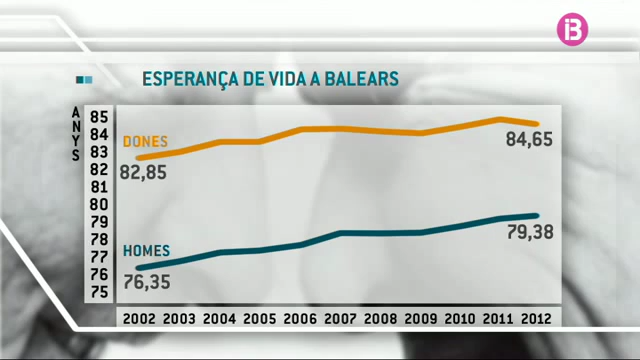 iB
ESPERANÇA DE VIDA A BALEARS
ANYS
85
84
83
82
81
80
79
78
77
76
75
DONES
82,85
84,65
HOMES
76,35
79,38
2002 2003 2004 2005 2006 2007 2008 2009 2010 2011 2012